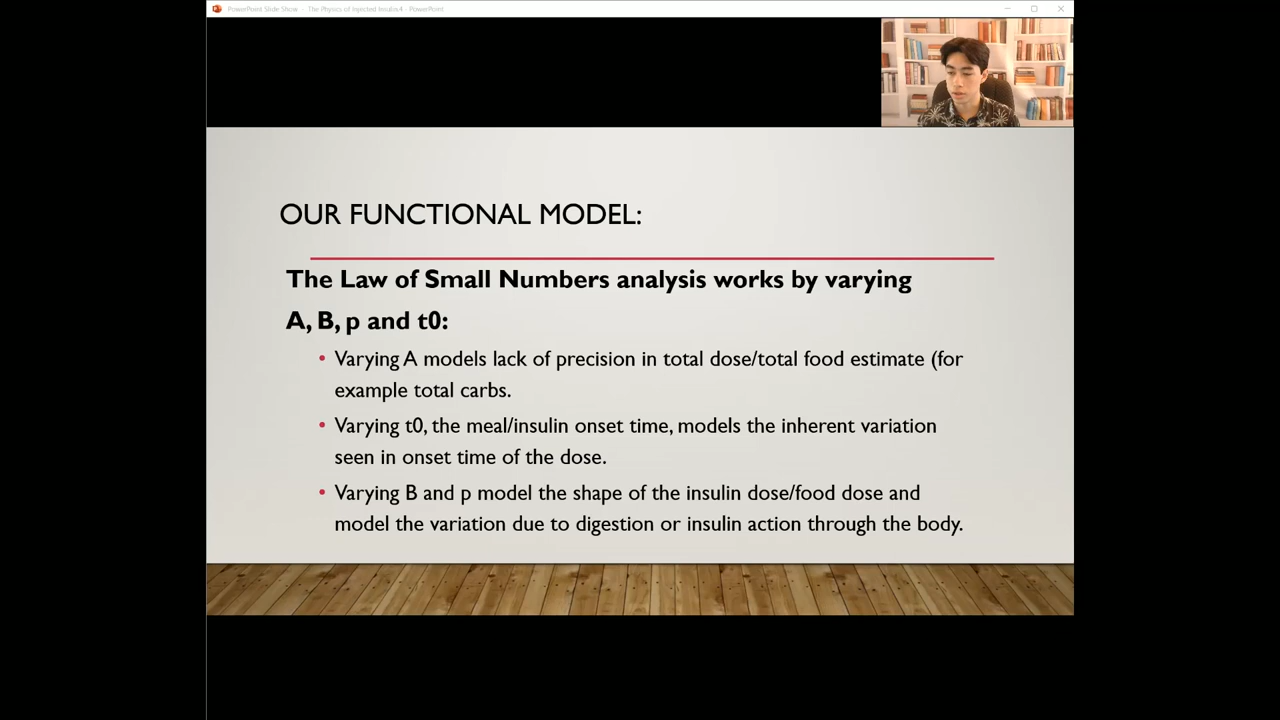 PowerPoint Slide Show - The Physics of Injected Insulin.4 - PowerPoint
OUR FUNCTIONAL MODEL:
The Law of Small Numbers analysis works by varying
A, B, p and t0:
• Varying A models lack of precision in total dose/total food estimate (for
example total carbs.
• Varying t0, the meal/insulin onset time, models the inherent variation
seen in onset time of the dose.
• Varying B and p model the shape of the insulin dose/food dose and
model the variation due to digestion or insulin action through the body.